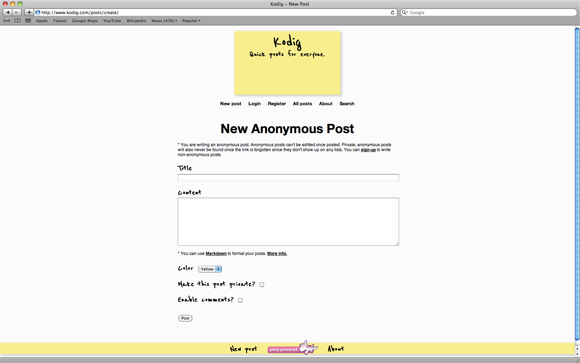 Kodig – New Post
http://www.kodig.com/posts/create/
Google
Apple Yahoo! Google Maps YouTube Wikipedia News (476) Popular
Kodig
Quick posts for everyone.
New post Login Register All posts About Search
New Anonymous Post
* You are writing an anonymous post. Anonymous posts can't be edited once posted. Private, anonymous posts
will also never be found once the link is forgotten since they don't show up on any lists. You can sign-up to write
non-anonymous posts.
Title
Content
* You can use Markdown to format your posts. More info.
Color Yellow
Make this post private?
Enable comments?
Post
New post pony powered About